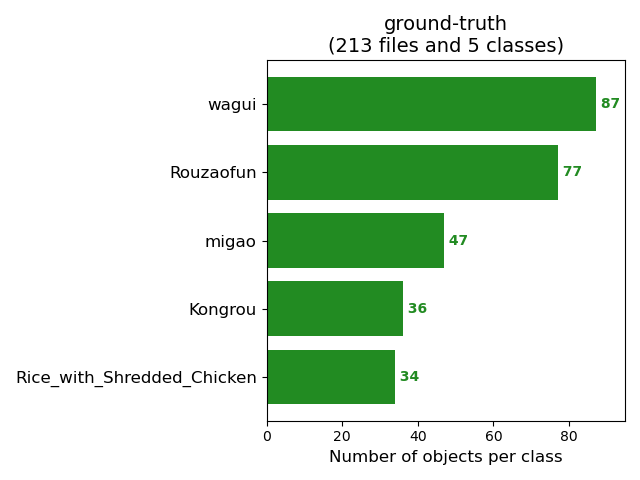 ground-truth
(213 files and 5 classes)
wagui 87
Rouzaofun 77
migao 47
Kongrou 36
Rice_with_Shredded_Chicken 34
0 20 40 60 80
Number of objects per class